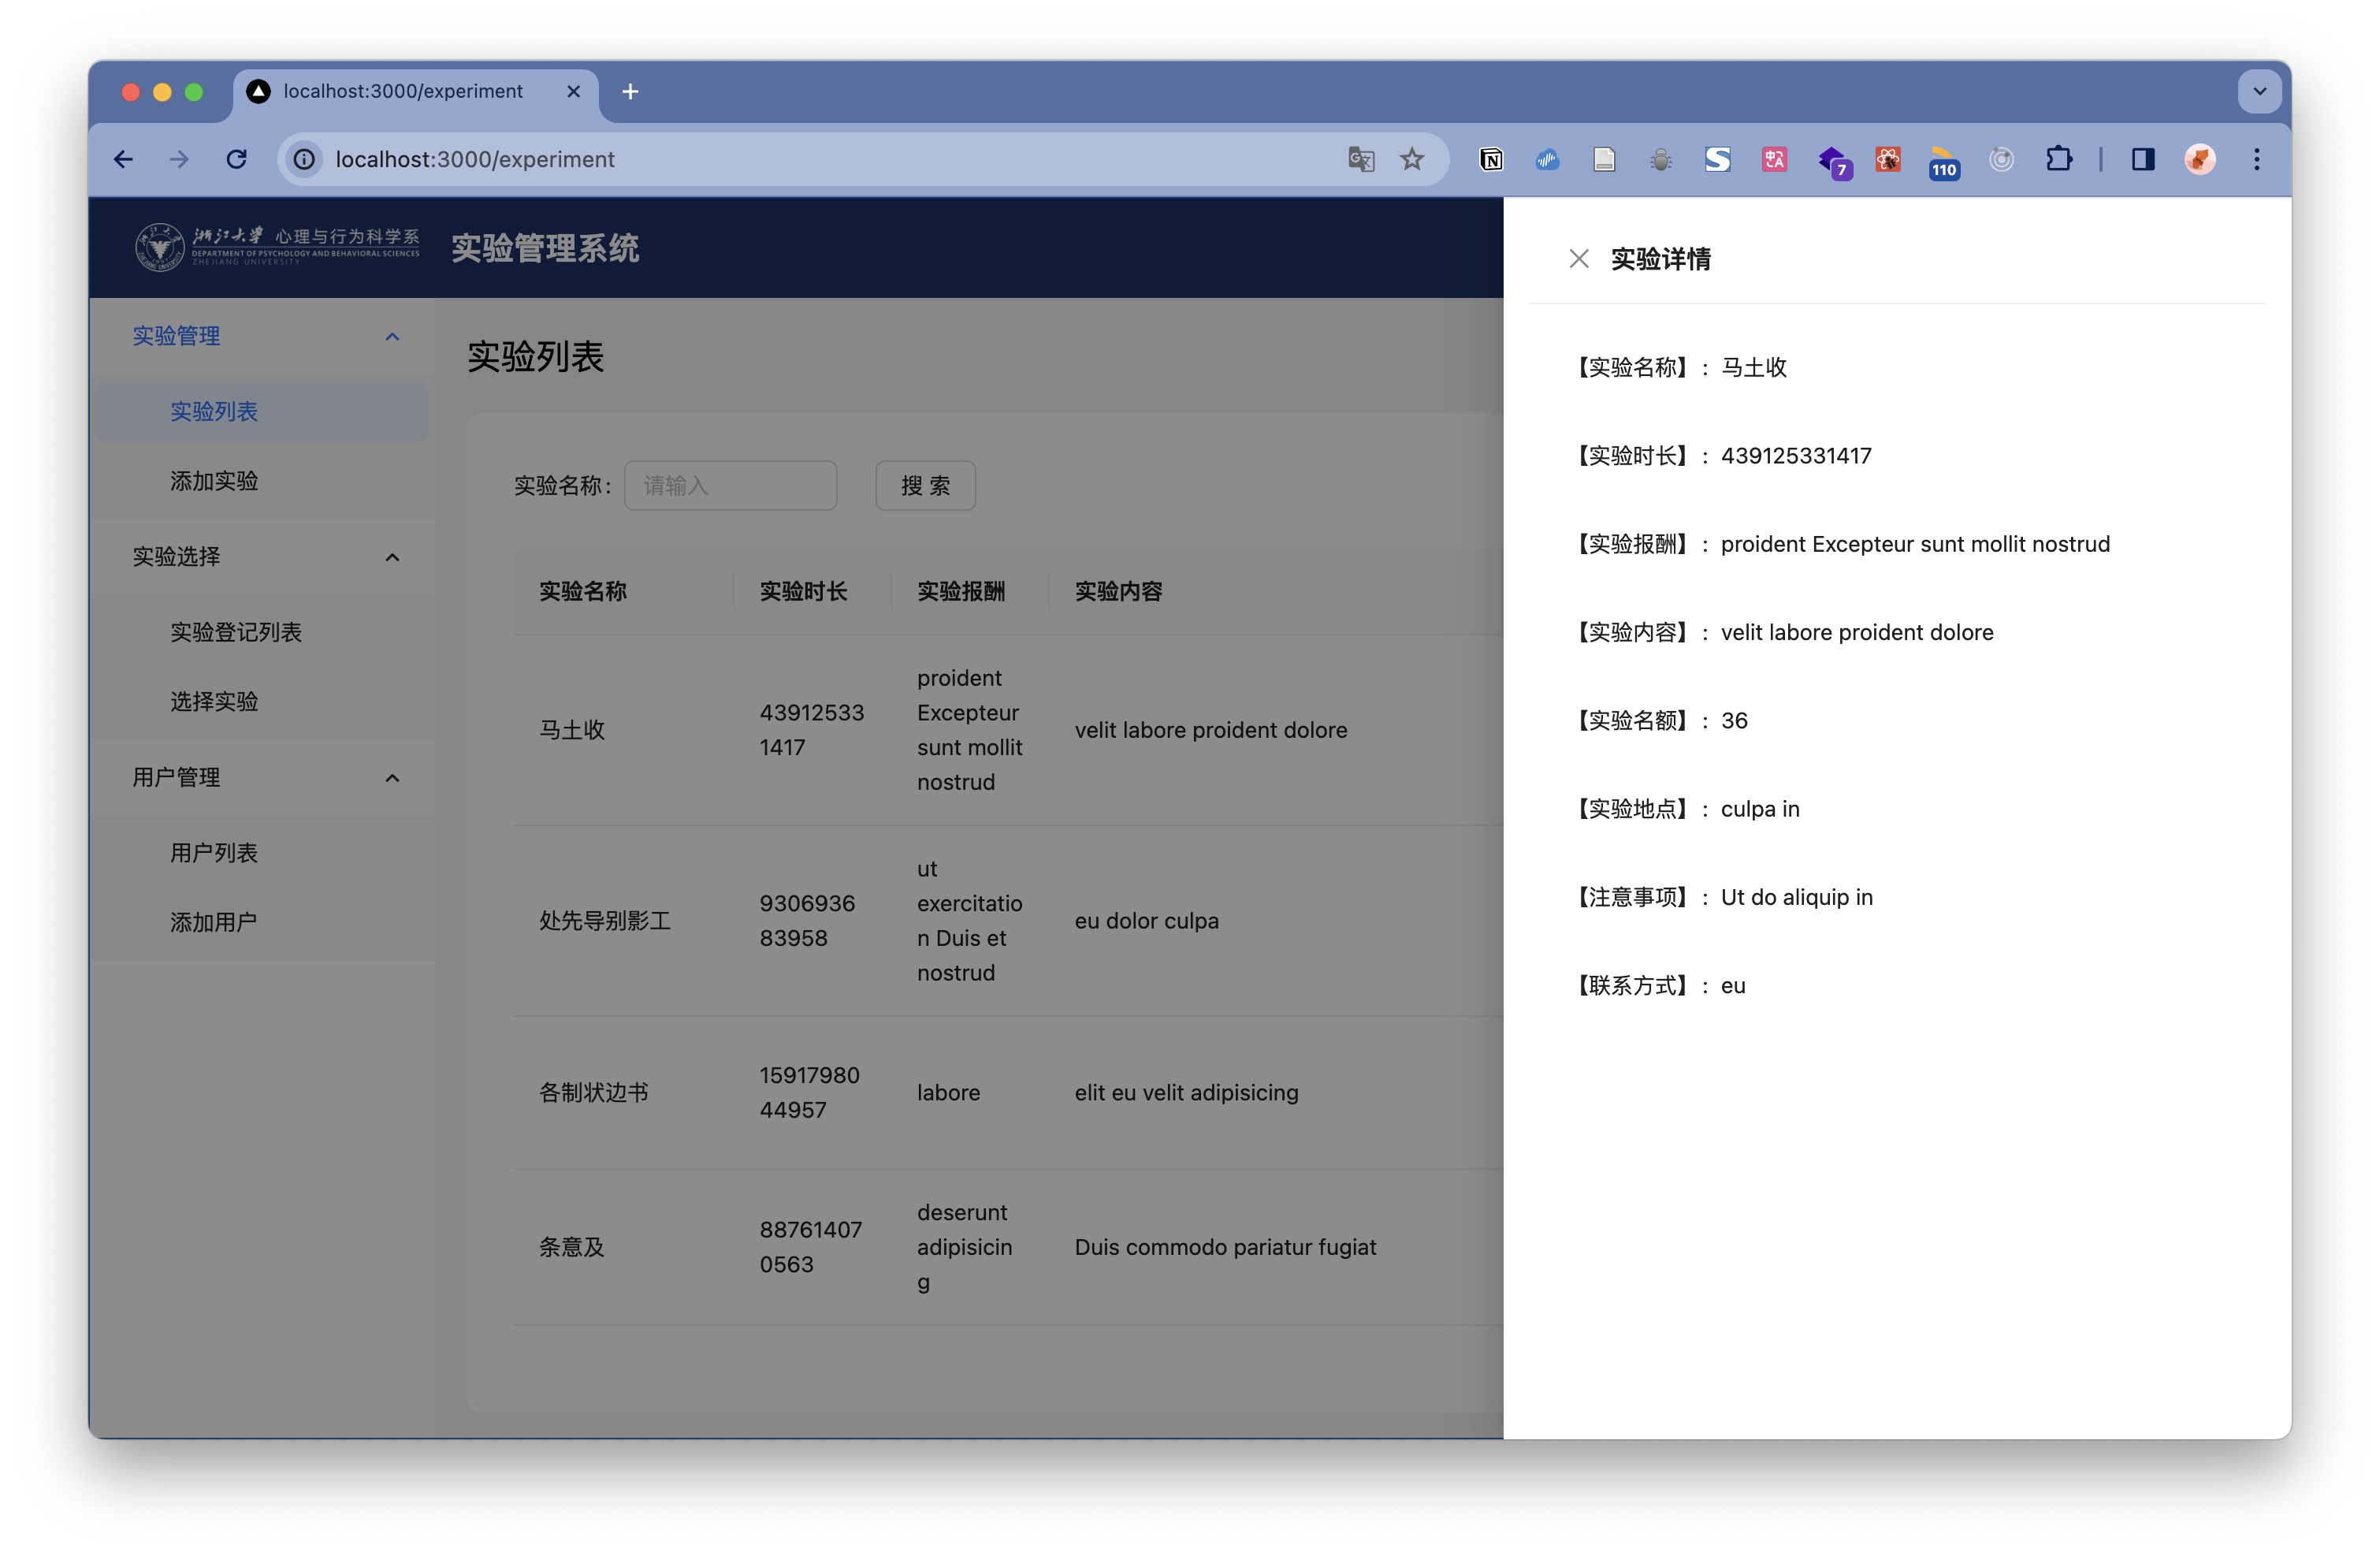 localhost:3000/experiment
localhost:3000/experiment
7
110
浙江大学 心理与行为科学系
DEPARTMENT OF PSYCHOLOGY AND BEHAVIORAL SCIENCES
ZHEJIANG UNIVERSITY
实验管理系统
实验管理
实验列表
添加实验
实验选择
实验登记列表
选择实验
用户管理
用户列表
添加用户
实验列表
实验名称: 请输入 搜 索
实验名称 实验时长 实验报酬 实验内容
马土收
43912533
1417
proident
Excepteur
sunt mollit
nostrud
velit labore proident dolore
处先导别影工
9306936
83958
ut
exercitatio
n Duis et
nostrud
eu dolor culpa
各制状边书
15917980
44957
labore
elit eu velit adipisicing
条意及
88761407
0563
deserunt
adipisicin
g
Duis commodo pariatur fugiat
实验详情
【实验名称】: 马土收
【实验时长】: 439125331417
【实验报酬】: proident Excepteur sunt mollit nostrud
【实验内容】: velit labore proident dolore
【实验名额】: 36
【实验地点】: culpa in
【注意事项】: Ut do aliquip in
【联系方式】: eu